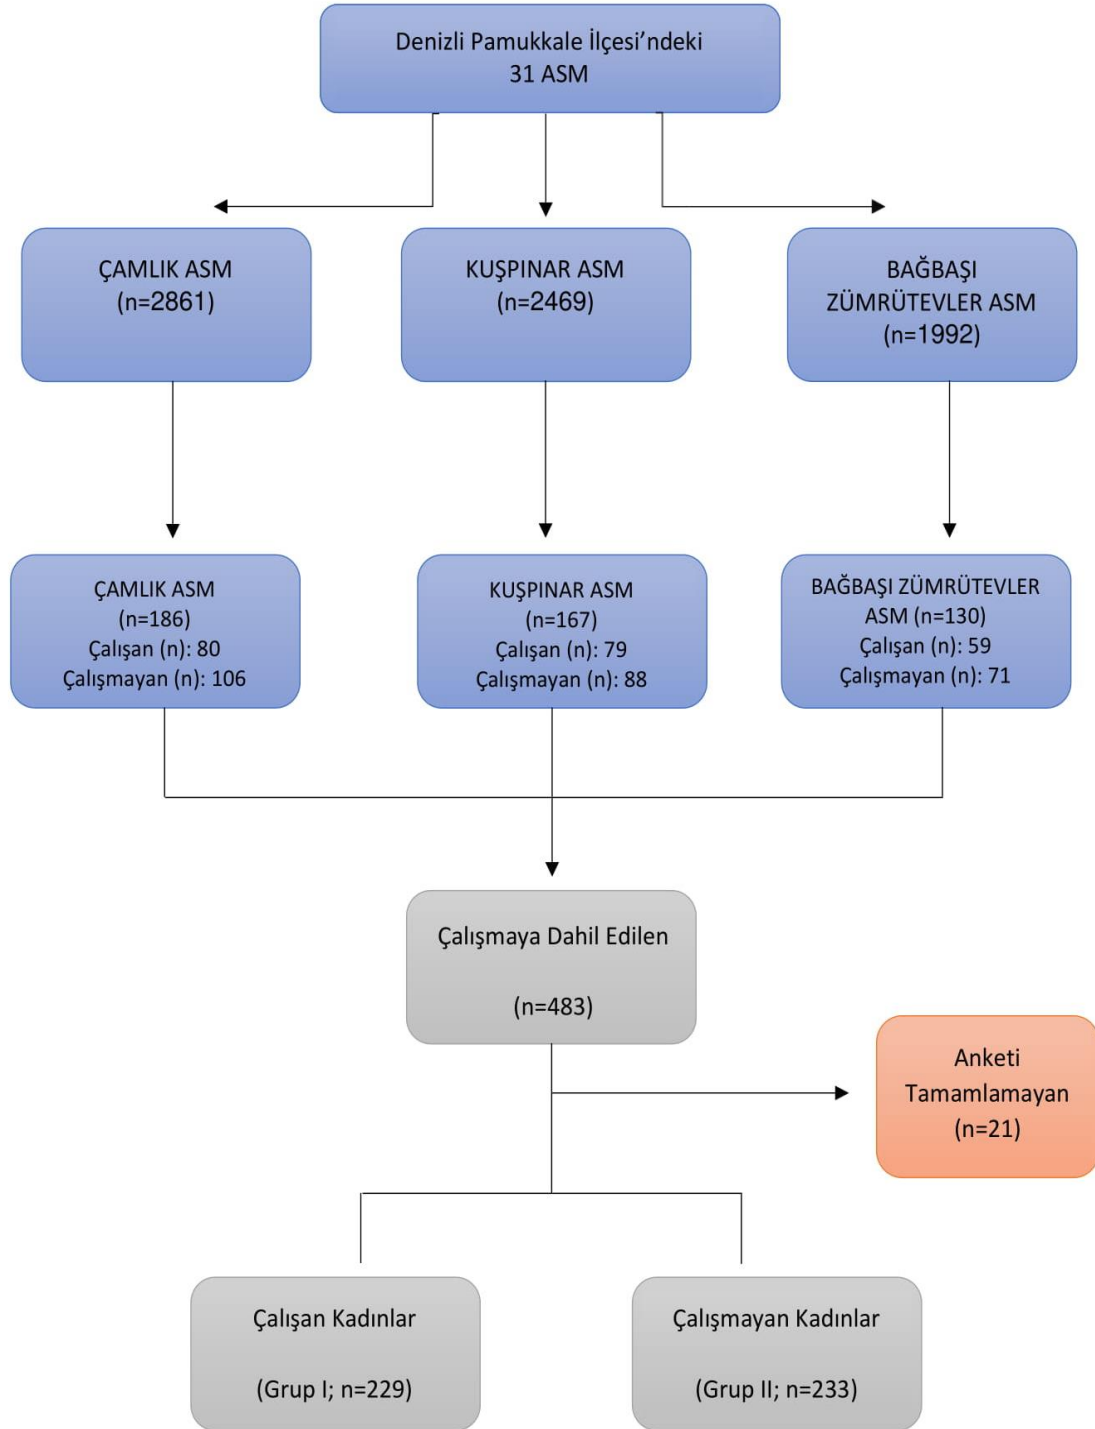 Denizli Pamukkale İlçesi’ndeki
31 ASM
ÇAMLIK ASM
(n=2861)
KUŞPINAR ASM
(n=2469)
BAĞBAŞI
ZÜMRÜTEVLER ASM
(n=1992)
ÇAMLIK ASM
(n=186)
Çalışan (n): 80
Çalışmayan (n): 106
KUŞPINAR ASM
(n=167)
Çalışan (n): 79
Çalışmayan (n): 88
BAĞBAŞI ZÜMRÜTEVLER
ASM (n=130)
Çalışan (n): 59
Çalışmayan (n): 71
Çalışmaya Dahil Edilen
(n=483)
Anketi
Tamamlamayan
(n=21)
Çalışan Kadınlar
(Grup I; n=229)
Çalışmayan Kadınlar
(Grup II; n=233)